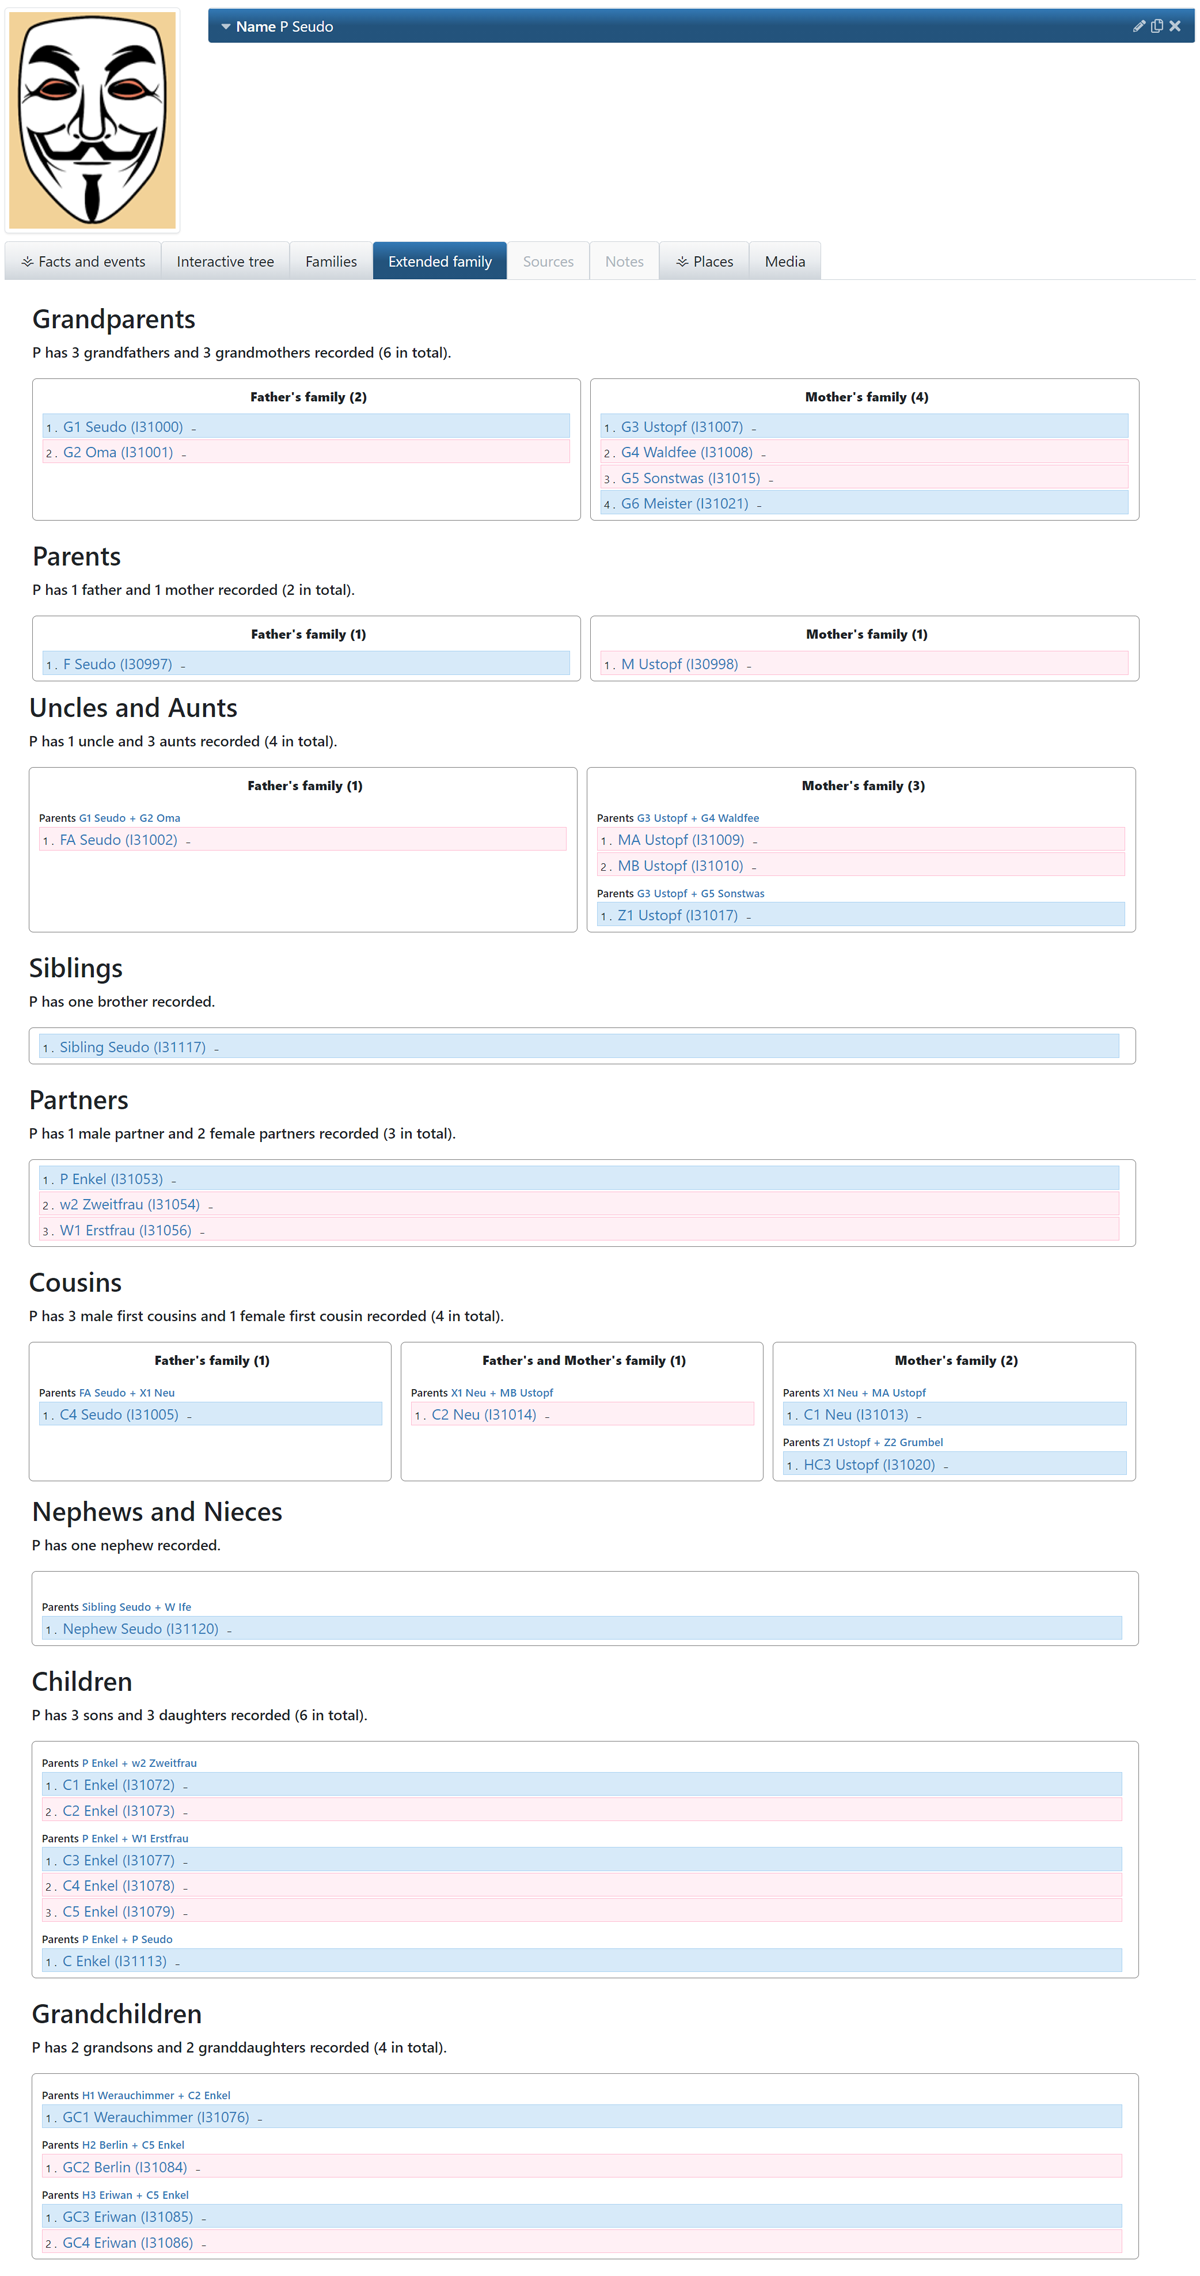 Name P Seudo
Facts and events Interactive tree Families Extended family Sources Notes Places Media
Grandparents
P has 3 grandfathers and 3 grandmothers recorded (6 in total).
Father's family (2)
1. G1 Seudo (I31000) –
2. G2 Oma (I31001) –
Mother's family (4)
1. G3 Ustopf (I31007) –
2. G4 Waldfee (I31008) –
3. G5 Sonstwas (I31015) –
4. G6 Meister (I31021) –
Parents
P has 1 father and 1 mother recorded (2 in total).
Father's family (1)
1. F Seudo (I30997) –
Mother's family (1)
1. M Ustopf (I30998) –
Uncles and Aunts
P has 1 uncle and 3 aunts recorded (4 in total).
Father's family (1)
Parents G1 Seudo + G2 Oma
1. FA Seudo (I31002) –
Mother's family (3)
Parents G3 Ustopf + G4 Waldfee
1. MA Ustopf (I31009) –
2. MB Ustopf (I31010) –
Parents G3 Ustopf + G5 Sonstwas
1. Z1 Ustopf (I31017) –
Siblings
P has one brother recorded.
1. Sibling Seudo (I31117) –
Partners
P has 1 male partner and 2 female partners recorded (3 in total).
1. P Enkel (I31053) –
2. w2 Zweitfrau (I31054) –
3. W1 Erstfrau (I31056) –
Cousins
P has 3 male first cousins and 1 female first cousin recorded (4 in total).
Father's family (1)
Parents FA Seudo + X1 Neu
1. C4 Seudo (I31005) –
Father's and Mother's family (1)
Parents X1 Neu + MB Ustopf
1. C2 Neu (I31014) –
Mother's family (2)
Parents X1 Neu + MA Ustopf
1. C1 Neu (I31013) –
Parents Z1 Ustopf + Z2 Grumbel
1. HC3 Ustopf (I31020) –
Nephews and Nieces
P has one nephew recorded.
Parents Sibling Seudo + W Ife
1. Nephew Seudo (I31120) –
Children
P has 3 sons and 3 daughters recorded (6 in total).
Parents P Enkel + w2 Zweitfrau
1. C1 Enkel (I31072) –
2. C2 Enkel (I31073) –
Parents P Enkel + W1 Erstfrau
1. C3 Enkel (I31077) –
2. C4 Enkel (I31078) –
3. C5 Enkel (I31079) –
Parents P Enkel + P Seudo
1. C Enkel (I31113) –
Grandchildren
P has 2 grandsons and 2 granddaughters recorded (4 in total).
Parents H1 Werauchimmer + C2 Enkel
1. GC1 Werauchimmer (I31076) –
Parents H2 Berlin + C5 Enkel
1. GC2 Berlin (I31084) –
Parents H3 Eriwan + C5 Enkel
1. GC3 Eriwan (I31085) –
2. GC4 Eriwan (I31086) –